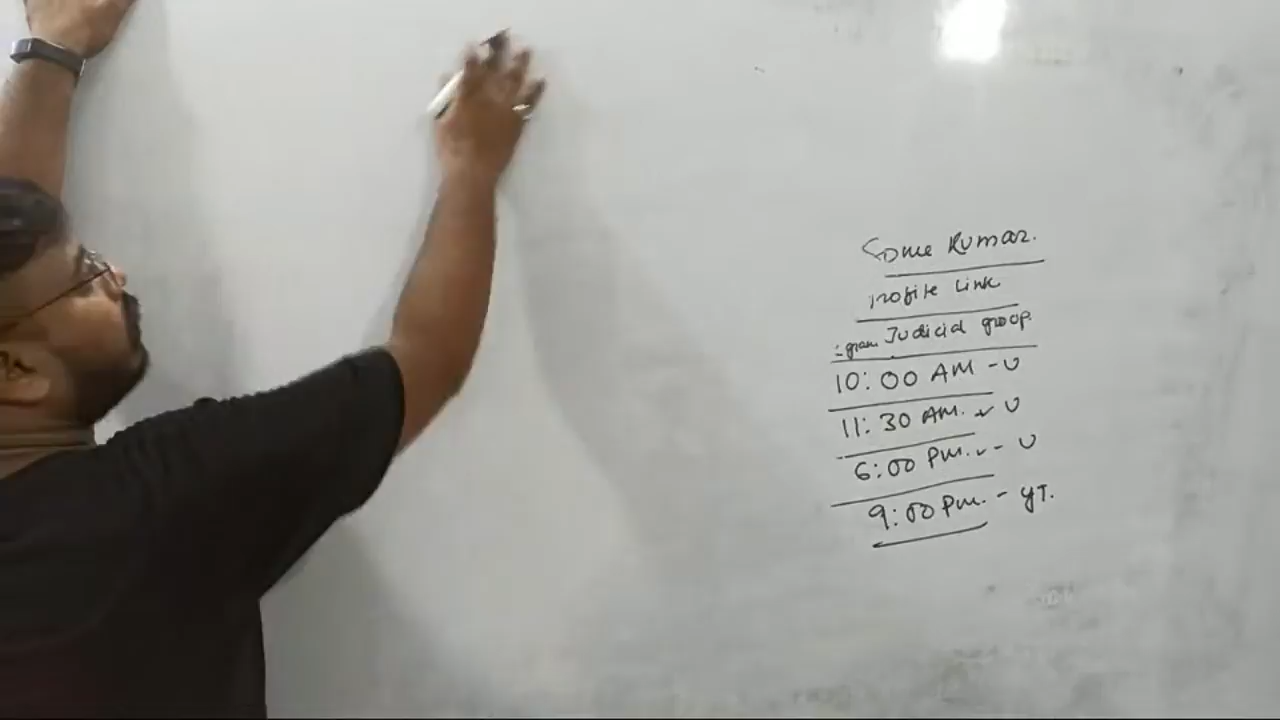 Some Kumar.
Profile Link
:gram Judicial group.
10:00 AM - U
11:30 AM. U
6:00 PM. - U
9:00 PM. - YT.